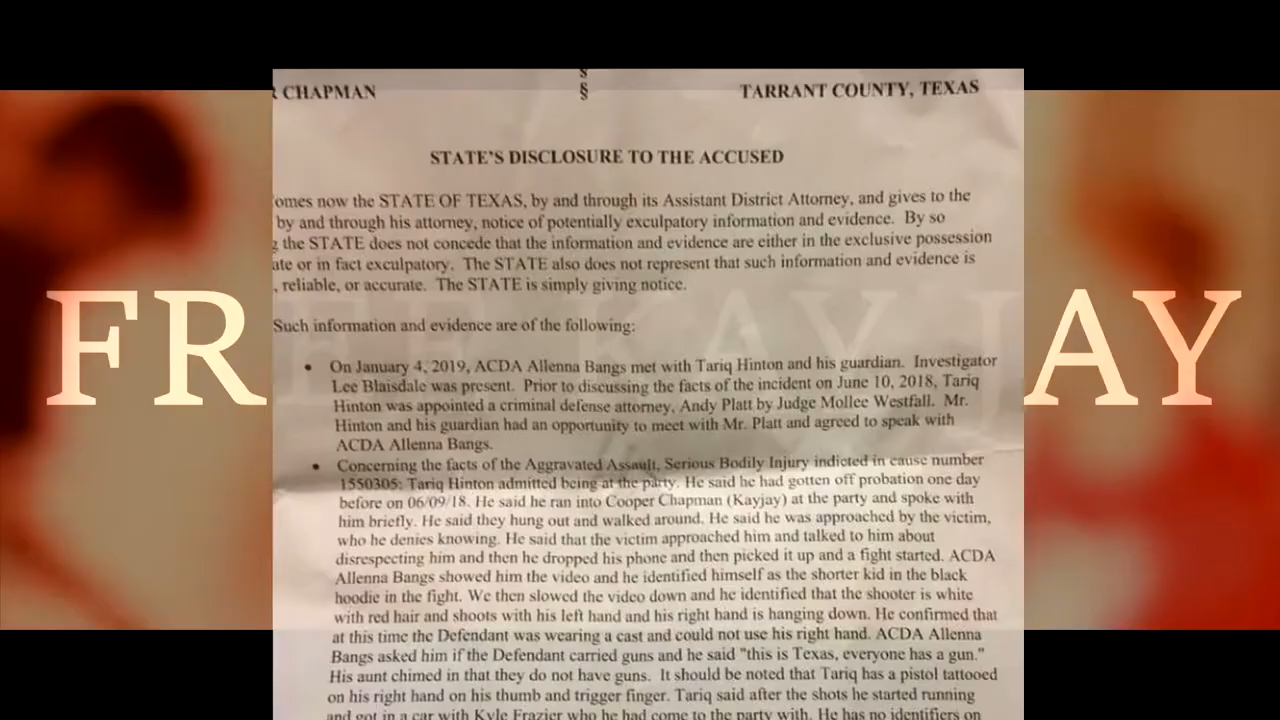 CHAPMAN § TARRANT COUNTY, TEXAS
STATE'S DISCLOSURE TO THE ACCUSED
omes now the STATE OF TEXAS, by and through its Assistant District Attorney, and gives to the
by and through his attorney, notice of potentially exculpatory information and evidence. By so
g the STATE does not concede that the information and evidence are either in the exclusive possession
ate or in fact exculpatory. The STATE also does not represent that such information and evidence is
, reliable, or accurate. The STATE is simply giving notice.
FREE KAY JAY
Such information and evidence are of the following:
• On January 4, 2019, ACDA Allenna Bangs met with Tariq Hinton and his guardian. Investigator
Lee Blaisdale was present. Prior to discussing the facts of the incident on June 10, 2018, Tariq
Hinton was appointed a criminal defense attorney, Andy Platt by Judge Mollee Westfall. Mr.
Hinton and his guardian had an opportunity to meet with Mr. Platt and agreed to speak with
ACDA Allenna Bangs.
• Concerning the facts of the Aggravated Assault, Serious Bodily Injury indicted in cause number
1550305: Tariq Hinton admitted being at the party. He said he had gotten off probation one day
before on 06/09/18. He said he ran into Cooper Chapman (Kayjay) at the party and spoke with
him briefly. He said they hung out and walked around. He said he was approached by the victim,
who he denies knowing. He said that the victim approached him and talked to him about
disrespecting him and then he dropped his phone and then picked it up and a fight started. ACDA
Allenna Bangs showed him the video and he identified himself as the shorter kid in the black
hoodie in the fight. We then slowed the video down and he identified that the shooter is white
with red hair and shoots with his left hand and his right hand is hanging down. He confirmed that
at this time the Defendant was wearing a cast and could not use his right hand. ACDA Allenna
Bangs asked him if the Defendant carried guns and he said "this is Texas, everyone has a gun."
His aunt chimed in that they do not have guns. It should be noted that Tariq has a pistol tattooed
on his right hand on his thumb and trigger finger. Tariq said after the shots he started running
and got in a car with Kyle Frazier who he had come to the party with. He has no identifiers on